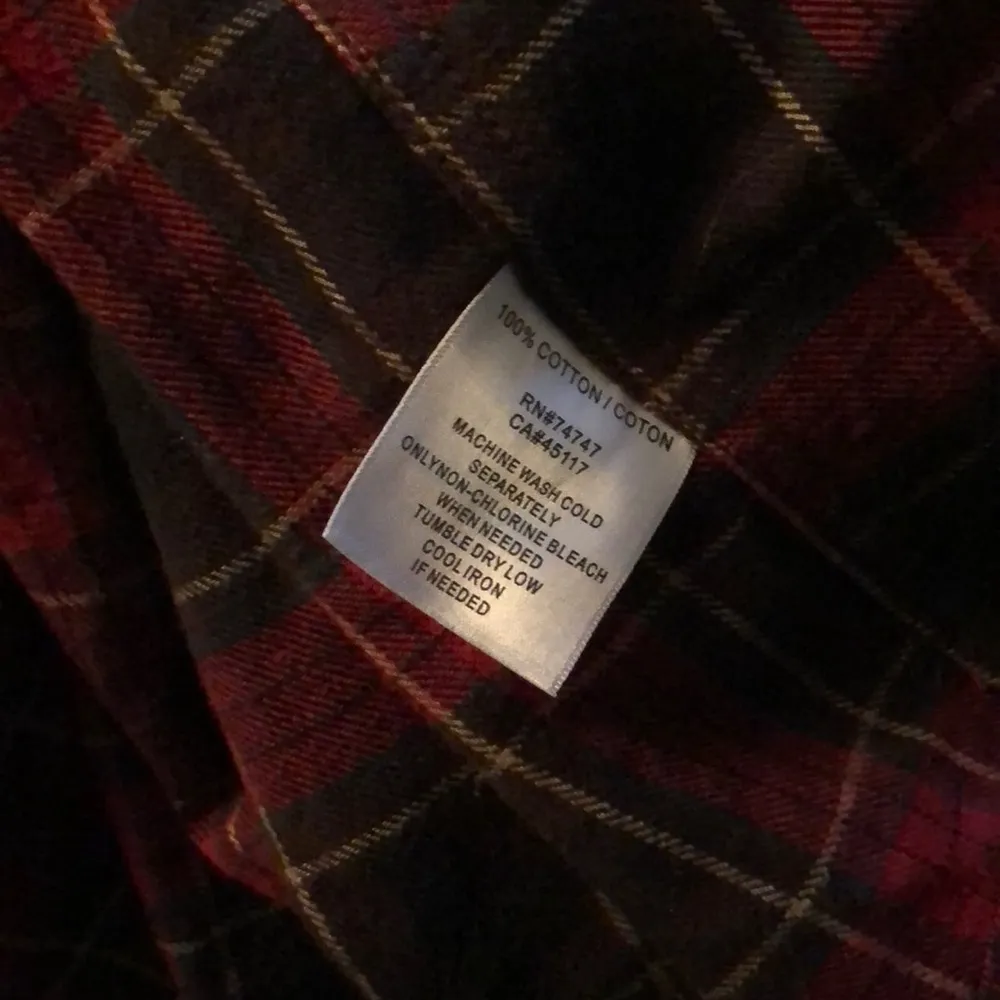 100% COTTON / COTON
RN#74747
CA#45117
MACHINE WASH COLD
SEPARATELY
ONLYNON-CHLORINE BLEACH
WHEN NEEDED
TUMBLE DRY LOW
COOL IRON
IF NEEDED